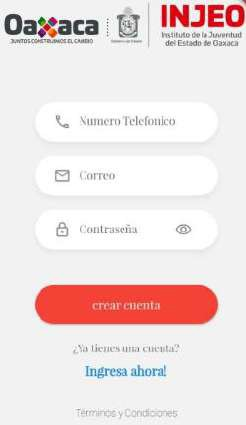 Oaxaca
JUNTOS CONSTRUIMOS EL CAMBIO
INJEO
Instituto de la Juventud
del Estado de Oaxaca
Numero Telefonico
Correo
Contraseña
crear cuenta
¿Ya tienes una cuenta?
Ingresa ahora!
Términos y Condiciones